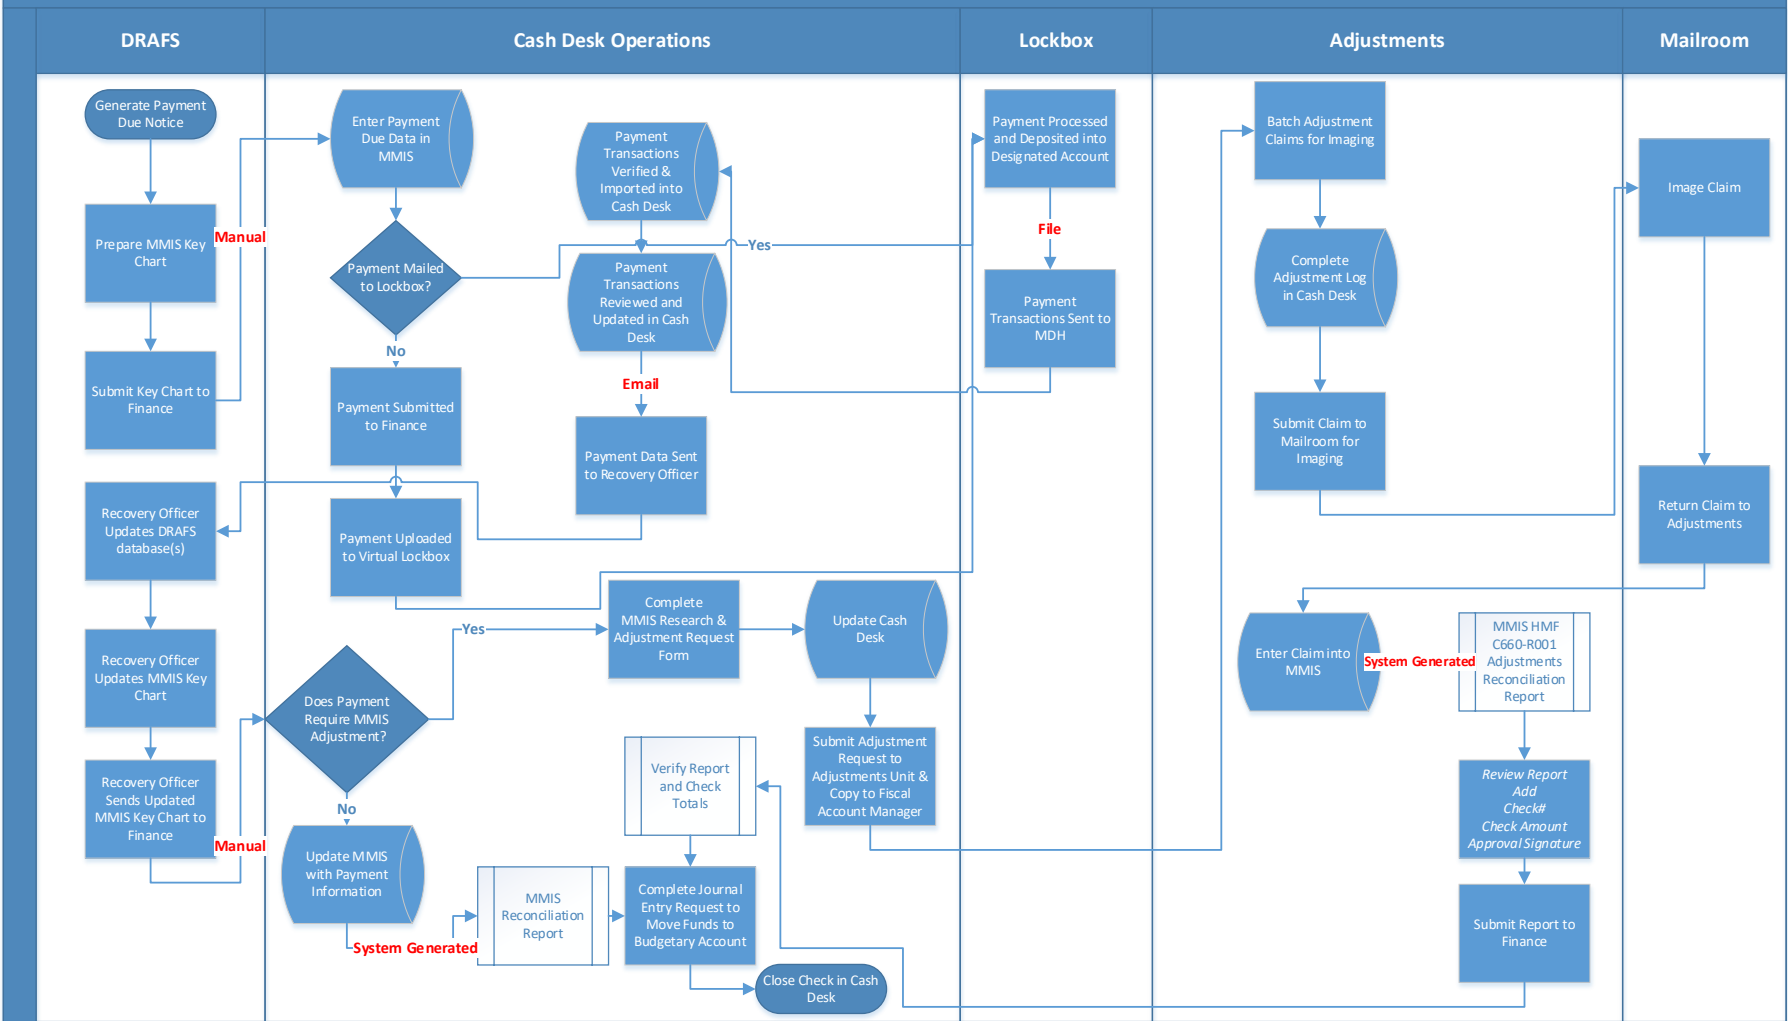 DRAFS
Cash Desk Operations
Lockbox
Adjustments
Mailroom
Generate Payment
Due Notice
Prepare MMIS Key
Chart
Manual
Submit Key Chart to
Finance
Recovery Officer
Updates DRAFS
database(s)
Recovery Officer
Updates MMIS Key
Chart
Recovery Officer
Sends Updated
MMIS Key Chart to
Finance
Manual
Enter Payment
Due Data in
MMIS
Payment Mailed
to Lockbox?
Yes
No
Payment Submitted
to Finance
Payment Uploaded
to Virtual Lockbox
Payment
Transactions
Verified &
Imported into
Cash Desk
Payment
Transactions
Reviewed and
Updated in Cash
Desk
Email
Payment Data Sent
to Recovery Officer
Does Payment
Require MMIS
Adjustment?
Yes
No
Update MMIS
with Payment
Information
System Generated
MMIS
Reconciliation
Report
Complete
MMIS Research &
Adjustment Request
Form
Update Cash
Desk
Submit Adjustment
Request to
Adjustments Unit &
Copy to Fiscal
Account Manager
Verify Report
and Check
Totals
Complete Journal
Entry Request to
Move Funds to
Budgetary Account
Close Check in Cash
Desk
Payment Processed
and Deposited into
Designated Account
File
Payment
Transactions Sent to
MDH
Batch Adjustment
Claims for Imaging
Complete
Adjustment Log
in Cash Desk
Submit Claim to
Mailroom for
Imaging
Enter Claim into
MMIS
System Generated
MMIS HMF
C660-R001
Adjustments
Reconciliation
Report
Review Report
Add
Check#
Check Amount
Approval Signature
Submit Report to
Finance
Image Claim
Return Claim to
Adjustments